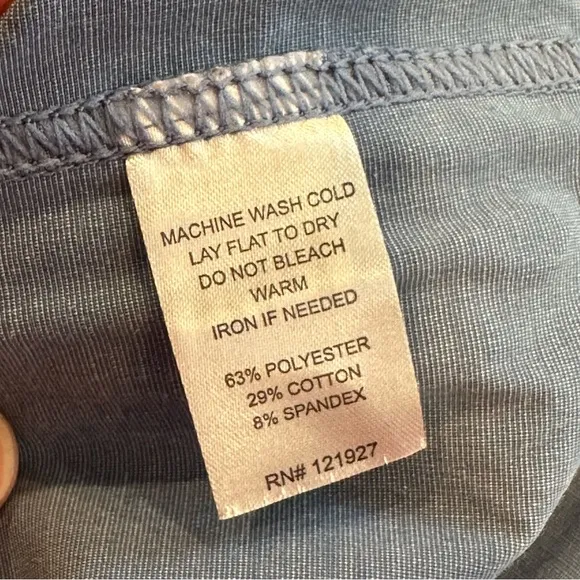 MACHINE WASH COLD
LAY FLAT TO DRY
DO NOT BLEACH
WARM
IRON IF NEEDED
63% POLYESTER
29% COTTON
8% SPANDEX
RN# 121927